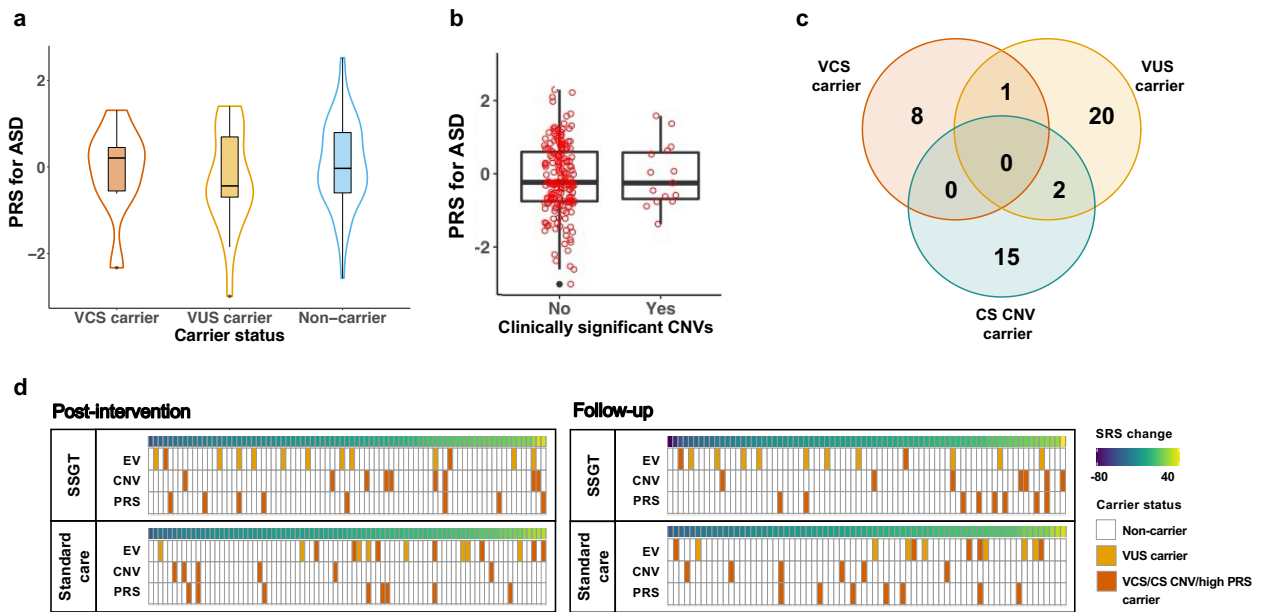 a
PRS for ASD
2
0
−2
VCS carrier
VUS carrier
Non−carrier
Carrier status
b
PRS for ASD
2
0
-2
No
Yes
Clinically significant CNVs
c
VCS
carrier
VUS
carrier
8
1
20
0
0
2
15
CS CNV
carrier
d
Post-intervention
SSGT
EV
CNV
PRS
Standard
care
EV
CNV
PRS
Follow-up
SSGT
EV
CNV
PRS
Standard
care
EV
CNV
PRS
SRS change
-80
40
Carrier status
Non-carrier
VUS carrier
VCS/CS CNV/high PRS
carrier